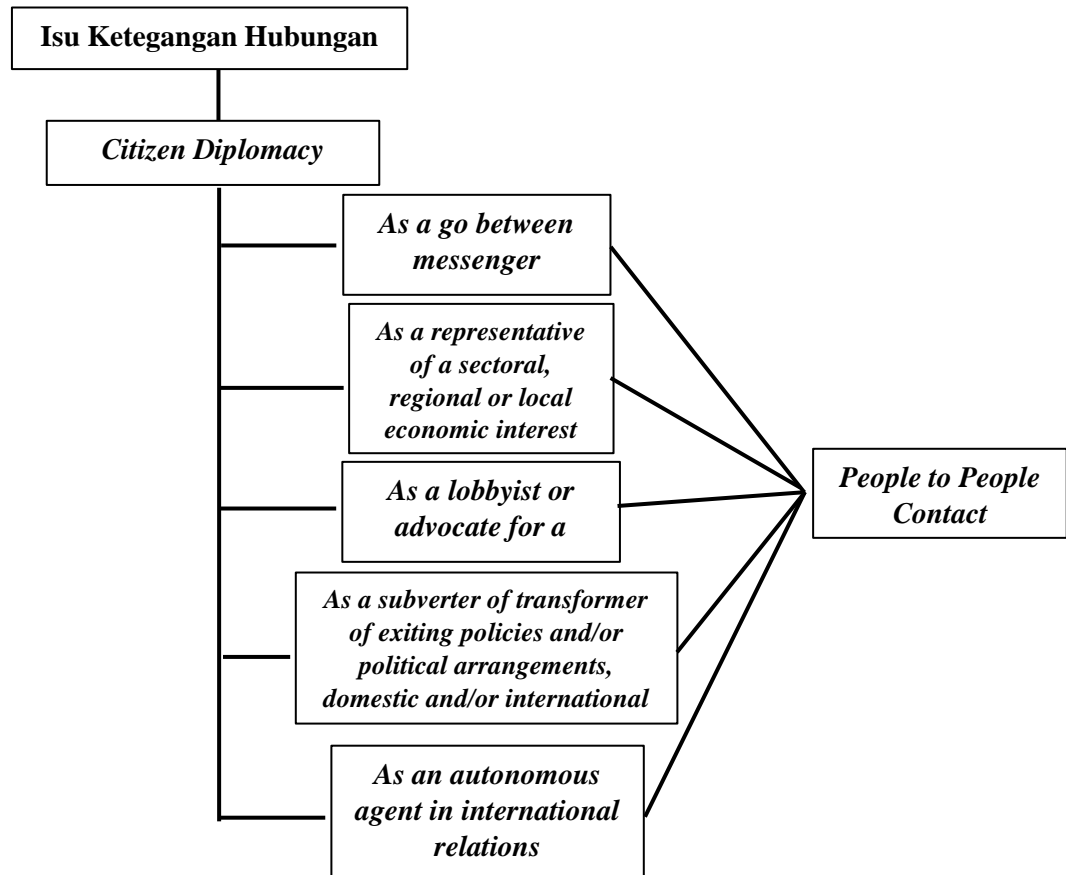 Isu Ketegangan Hubungan
Citizen Diplomacy
As a go between
messenger
As a representative
of a sectoral,
regional or local
economic interest
As a lobbyist or
advocate for a
As a subverter of transformer
of exiting policies and/or
political arrangements,
domestic and/or international
As an autonomous
agent in international
relations
People to People
Contact